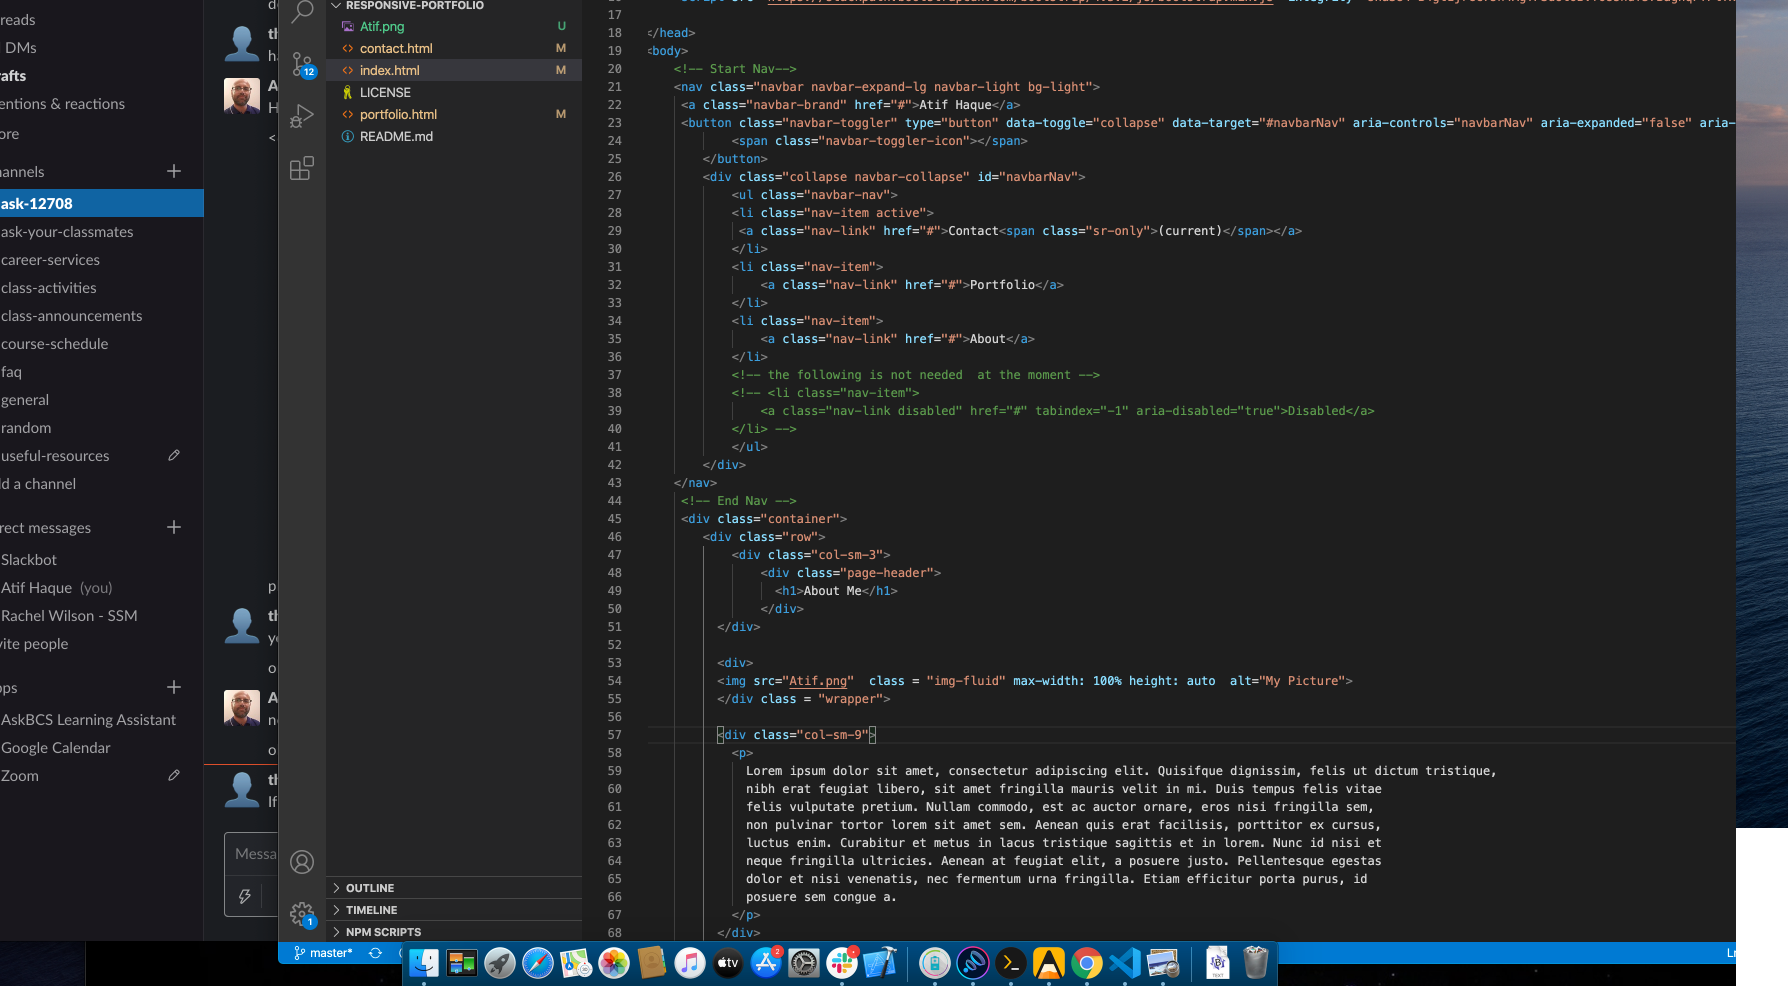 reads
DMs
afts
entions & reactions
ore
annels
ask-12708
ask-your-classmates
career-services
class-activities
class-announcements
course-schedule
faq
general
random
useful-resources
d a channel
rect messages
Slackbot
Atif Haque (you)
Rachel Wilson - SSM
vite people
ps
AskBCS Learning Assistant
Google Calendar
Zoom
Messa
12
1
RESPONSIVE-PORTFOLIO
Atif.png U
contact.html M
index.html M
LICENSE
portfolio.html M
README.md
OUTLINE
TIMELINE
NPM SCRIPTS
master*
17
18 </head>
19 <body>
20 <!-- Start Nav-->
21 <nav class="navbar navbar-expand-lg navbar-light bg-light">
22 <a class="navbar-brand" href="#">Atif Haque</a>
23 <button class="navbar-toggler" type="button" data-toggle="collapse" data-target="#navbarNav" aria-controls="navbarNav" aria-expanded="false" aria-
24 <span class="navbar-toggler-icon"></span>
25 </button>
26 <div class="collapse navbar-collapse" id="navbarNav">
27 <ul class="navbar-nav">
28 <li class="nav-item active">
29 <a class="nav-link" href="#">Contact<span class="sr-only">(current)</span></a>
30 </li>
31 <li class="nav-item">
32 <a class="nav-link" href="#">Portfolio</a>
33 </li>
34 <li class="nav-item">
35 <a class="nav-link" href="#">About</a>
36 </li>
37 <!-- the following is not needed  at the moment -->
38 <!-- <li class="nav-item">
39 <a class="nav-link disabled" href="#" tabindex="-1" aria-disabled="true">Disabled</a>
40 </li> -->
41 </ul>
42 </div>
43 </nav>
44 <!-- End Nav -->
45 <div class="container">
46 <div class="row">
47 <div class="col-sm-3">
48 <div class="page-header">
49 <h1>About Me</h1>
50 </div>
51 </div>
52
53 <div>
54 <img src="Atif.png"  class = "img-fluid" max-width: 100% height: auto  alt="My Picture">
55 </div class = "wrapper">
56
57 <div class="col-sm-9">
58 <p>
59 Lorem ipsum dolor sit amet, consectetur adipiscing elit. Quisifque dignissim, felis ut dictum tristique,
60 nibh erat feugiat libero, sit amet fringilla mauris velit in mi. Duis tempus felis vitae
61 felis vulputate pretium. Nullam commodo, est ac auctor ornare, eros nisi fringilla sem,
62 non pulvinar tortor lorem sit amet sem. Aenean quis erat facilisis, porttitor ex cursus,
63 luctus enim. Curabitur et metus in lacus tristique sagittis et in lorem. Nunc id nisi et
64 neque fringilla ultricies. Aenean at feugiat elit, a posuere justo. Pellentesque egestas
65 dolor et nisi venenatis, nec fermentum urna fringilla. Etiam efficitur porta purus, id
66 posuere sem congue a.
67 </p>
68 </div>
tv
2